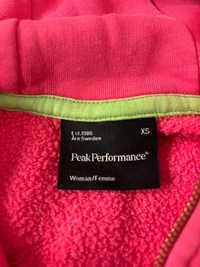 Est.1986 XS
Åre Sweden
PeakPerformance®
Woman/Femme